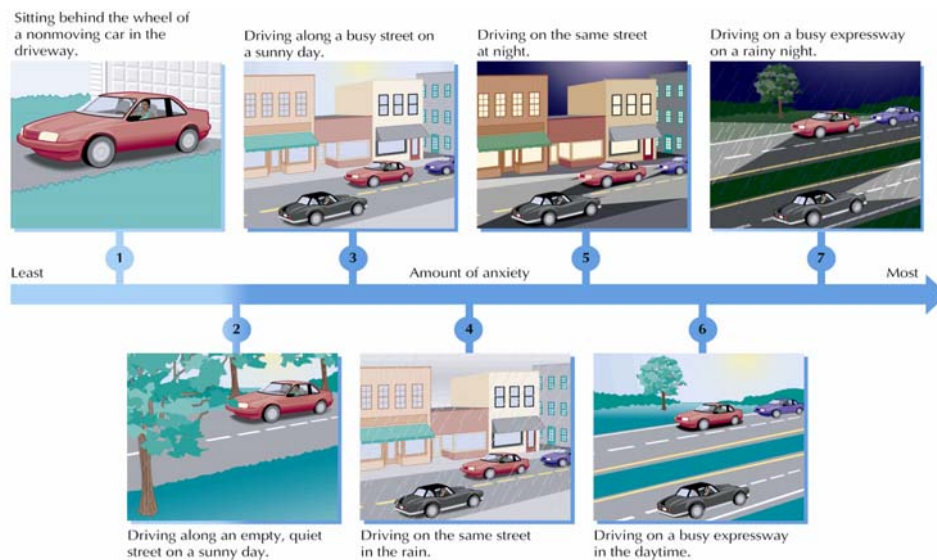 Sitting behind the wheel of
a nonmoving car in the
driveway.
Driving along a busy street on
a sunny day.
Driving on the same street
at night.
Driving on a busy expressway
on a rainy night.
1
3
5
7
Least
Amount of anxiety
Most
2
4
6
Driving along an empty, quiet
street on a sunny day.
Driving on the same street
in the rain.
Driving on a busy expressway
in the daytime.